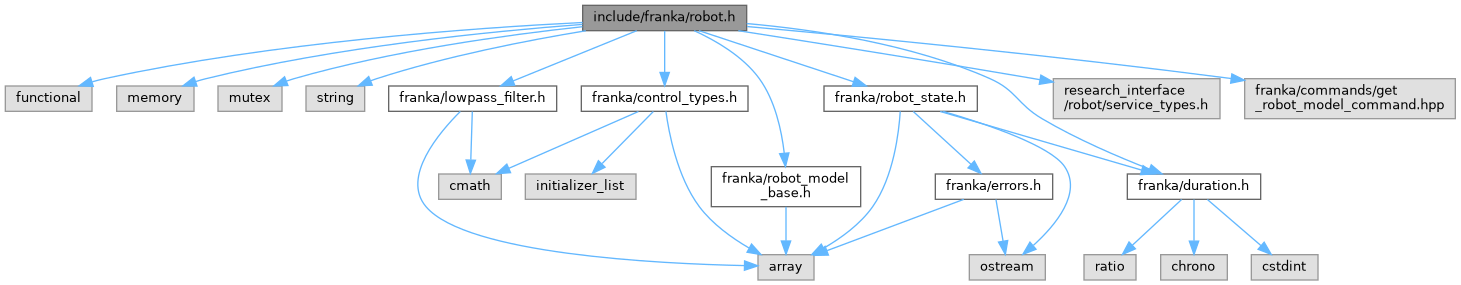 include/franka/robot.h
functional
memory
mutex
string
franka/lowpass_filter.h
franka/control_types.h
franka/robot_state.h
research_interface
/robot/service_types.h
franka/commands/get
_robot_model_command.hpp
cmath
initializer_list
franka/robot_model
_base.h
franka/errors.h
franka/duration.h
array
ostream
ratio
chrono
cstdint